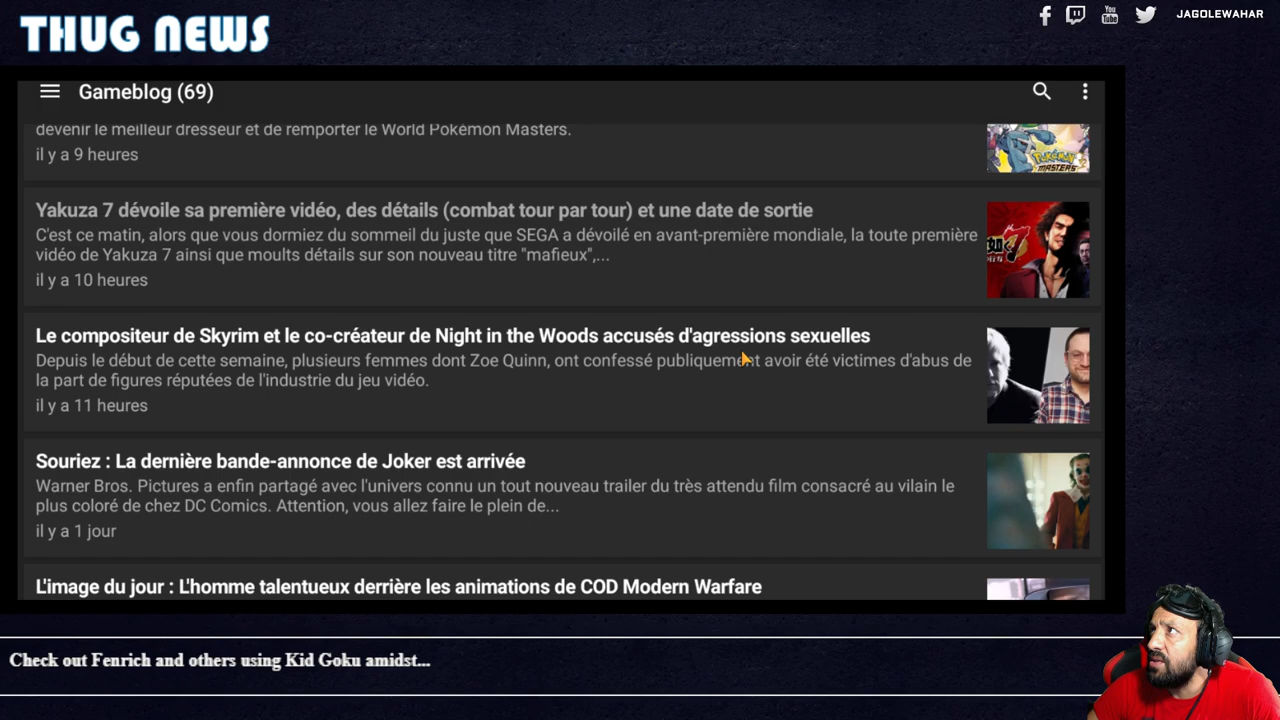 THUG NEWS
JAGOLEWAHAR
Gameblog (69)
devenir le meilleur dresseur et de remporter le World Pokémon Masters.
il y a 9 heures
POKÉMON
MASTERS
Yakuza 7 dévoile sa première vidéo, des détails (combat tour par tour) et une date de sortie
C'est ce matin, alors que vous dormiez du sommeil du juste que SEGA a dévoilé en avant-première mondiale, la toute première
vidéo de Yakuza 7 ainsi que moults détails sur son nouveau titre "mafieux",...
il y a 10 heures
Le compositeur de Skyrim et le co-créateur de Night in the Woods accusés d'agressions sexuelles
Depuis le début de cette semaine, plusieurs femmes dont Zoe Quinn, ont confessé publiquement avoir été victimes d'abus de
la part de figures réputées de l'industrie du jeu vidéo.
il y a 11 heures
Souriez : La dernière bande-annonce de Joker est arrivée
Warner Bros. Pictures a enfin partagé avec l'univers connu un tout nouveau trailer du très attendu film consacré au vilain le
plus coloré de chez DC Comics. Attention, vous allez faire le plein de...
il y a 1 jour
L'image du jour : L'homme talentueux derrière les animations de COD Modern Warfare
Check out Fenrich and others using Kid Goku amidst...